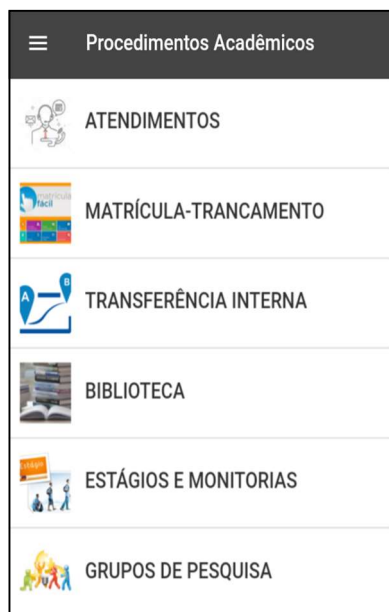 Procedimentos Acadêmicos
ATENDIMENTOS
matrícula
fácil
MATRÍCULA-TRANCAMENTO
A
B
TRANSFERÊNCIA INTERNA
BIBLIOTECA
Estágio
ESTÁGIOS E MONITORIAS
GRUPOS DE PESQUISA